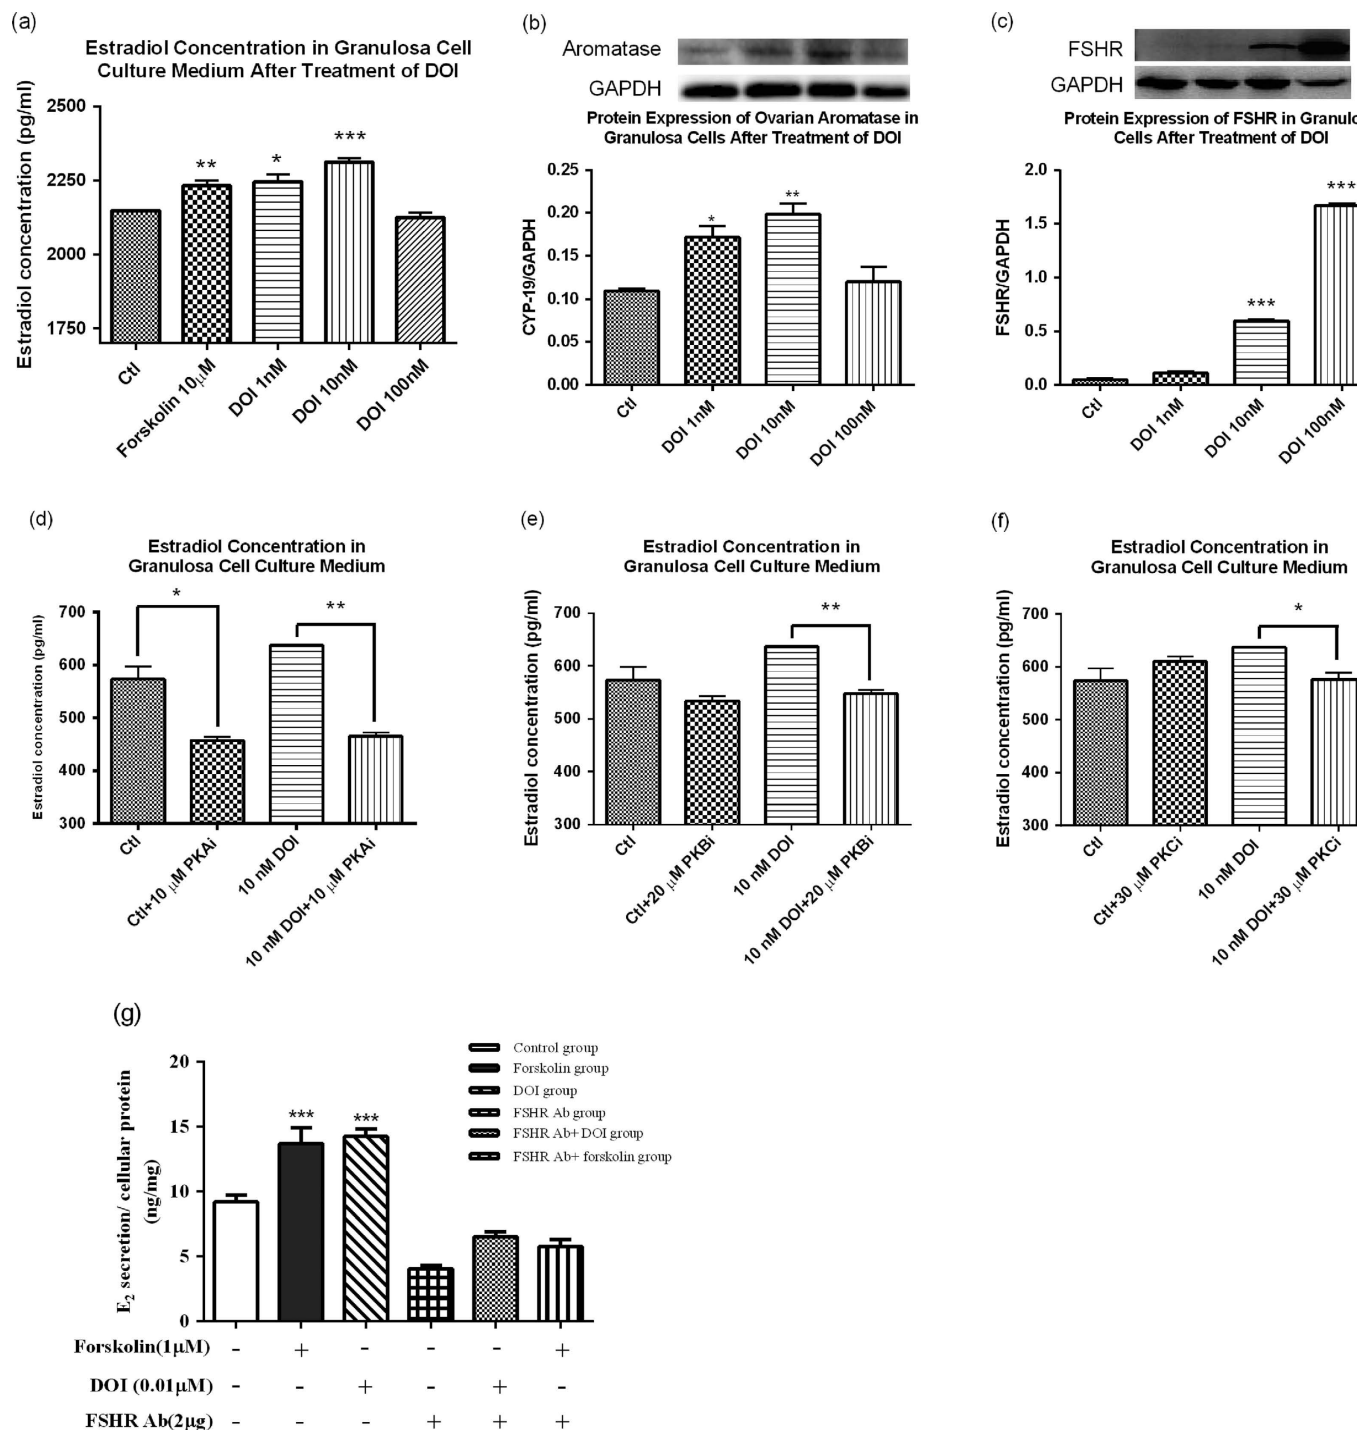 (a)
Estradiol Concentration in Granulosa Cell
Culture Medium After Treatment of DOI
Estradiol concentration (pg/ml)
2500
2250
2000
1750
**
*
***
Ctl
Forskolin 10μM
DOI 1nM
DOI 10nM
DOI 100nM
(b)
Aromatase
GAPDH
Protein Expression of Ovarian Aromatase in
Granulosa Cells After Treatment of DOI
CYP-19/GAPDH
0.25
0.20
0.15
0.10
0.05
0.00
*
**
Ctl
DOI 1nM
DOI 10nM
DOI 100nM
(c)
FSHR
GAPDH
Protein Expression of FSHR in Granulo
Cells After Treatment of DOI
FSHR/GAPDH
2.0
1.5
1.0
0.5
0.0
***
***
Ctl
DOI 1nM
DOI 10nM
DOI 100nM
(d)
Estradiol Concentration in
Granulosa Cell Culture Medium
Estradiol concentration (pg/ml)
700
600
500
400
300
*
**
Ctl
Ctl+10 μM PKAi
10 nM DOI
10 nM DOI+10 μM PKAi
(e)
Estradiol Concentration in
Granulosa Cell Culture Medium
Estradiol concentration (pg/ml)
700
600
500
400
300
**
Ctl
Ctl+20 μM PKBi
10 nM DOI
10 nM DOI+20 μM PKBi
(f)
Estradiol Concentration in
Granulosa Cell Culture Medium
Estradiol concentration (pg/ml)
700
600
500
400
300
*
Ctl
Ctl+30 μM PKCi
10 nM DOI
10 nM DOI+30 μM PKCi
(g)
E2 secretion/ cellular protein
(ng/mg)
20
15
10
5
0
***
***
Control group
Forskolin group
DOI group
FSHR Ab group
FSHR Ab+ DOI group
FSHR Ab+ forskolin group
Forskolin(1μM) - + - - - +
DOI (0.01μM) - - + - + -
FSHR Ab(2μg) - - - + + +